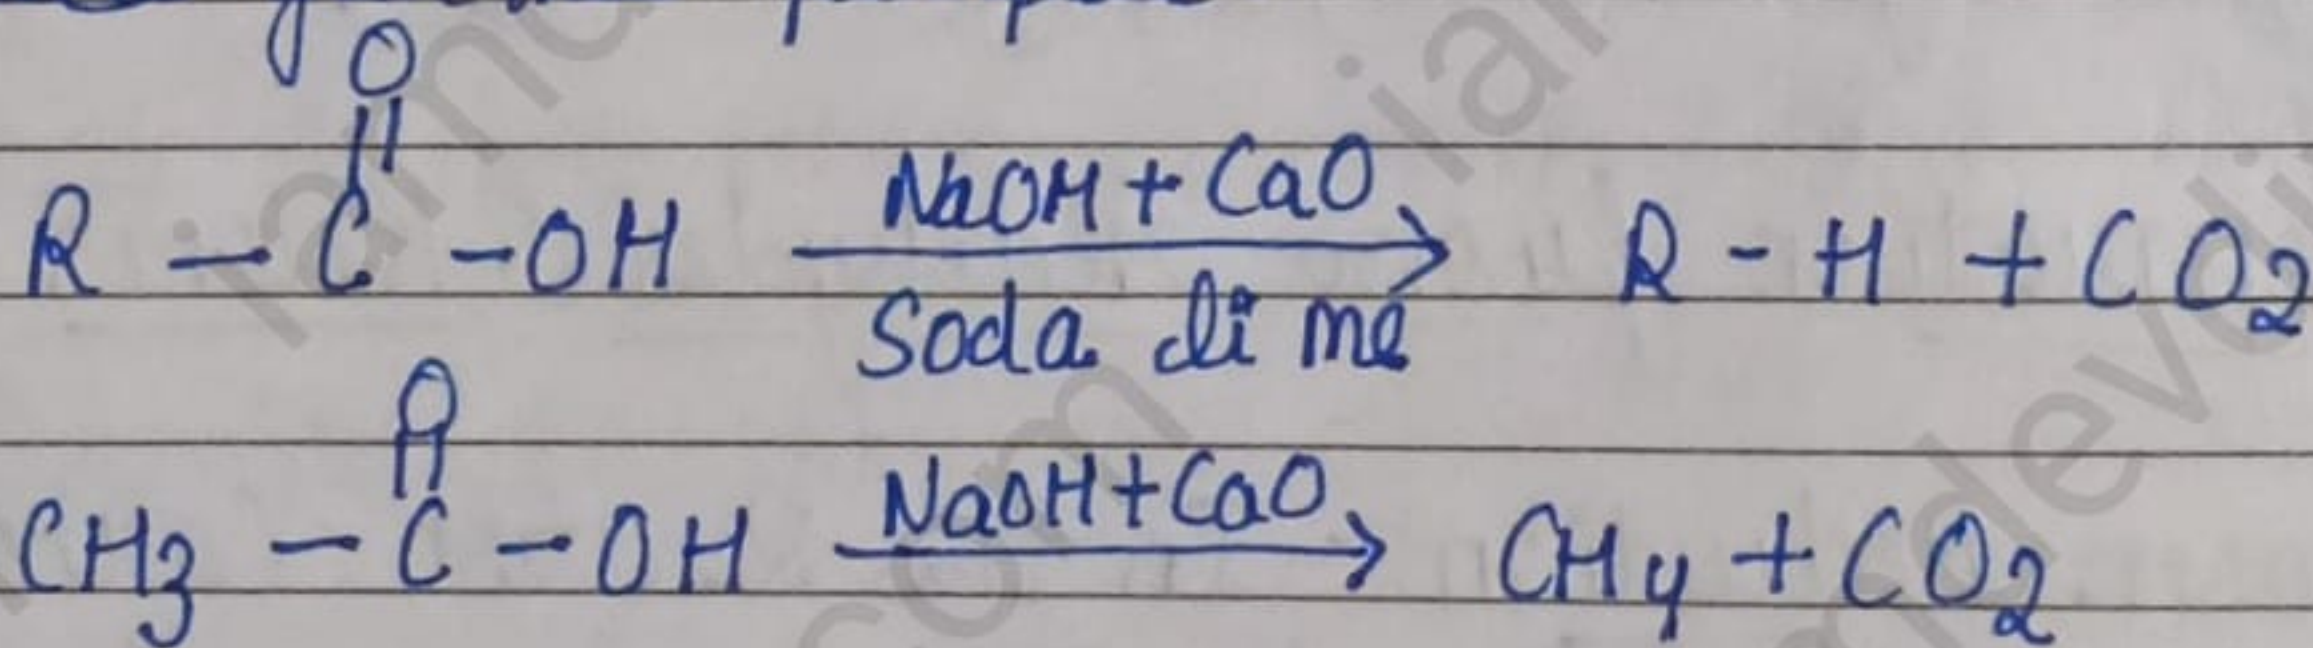 O
||
R - C - OH NaOH + CaO → R - H + CO2
Soda lime
O
||
CH3 - C - OH NaOH + CaO → CH4 + CO2